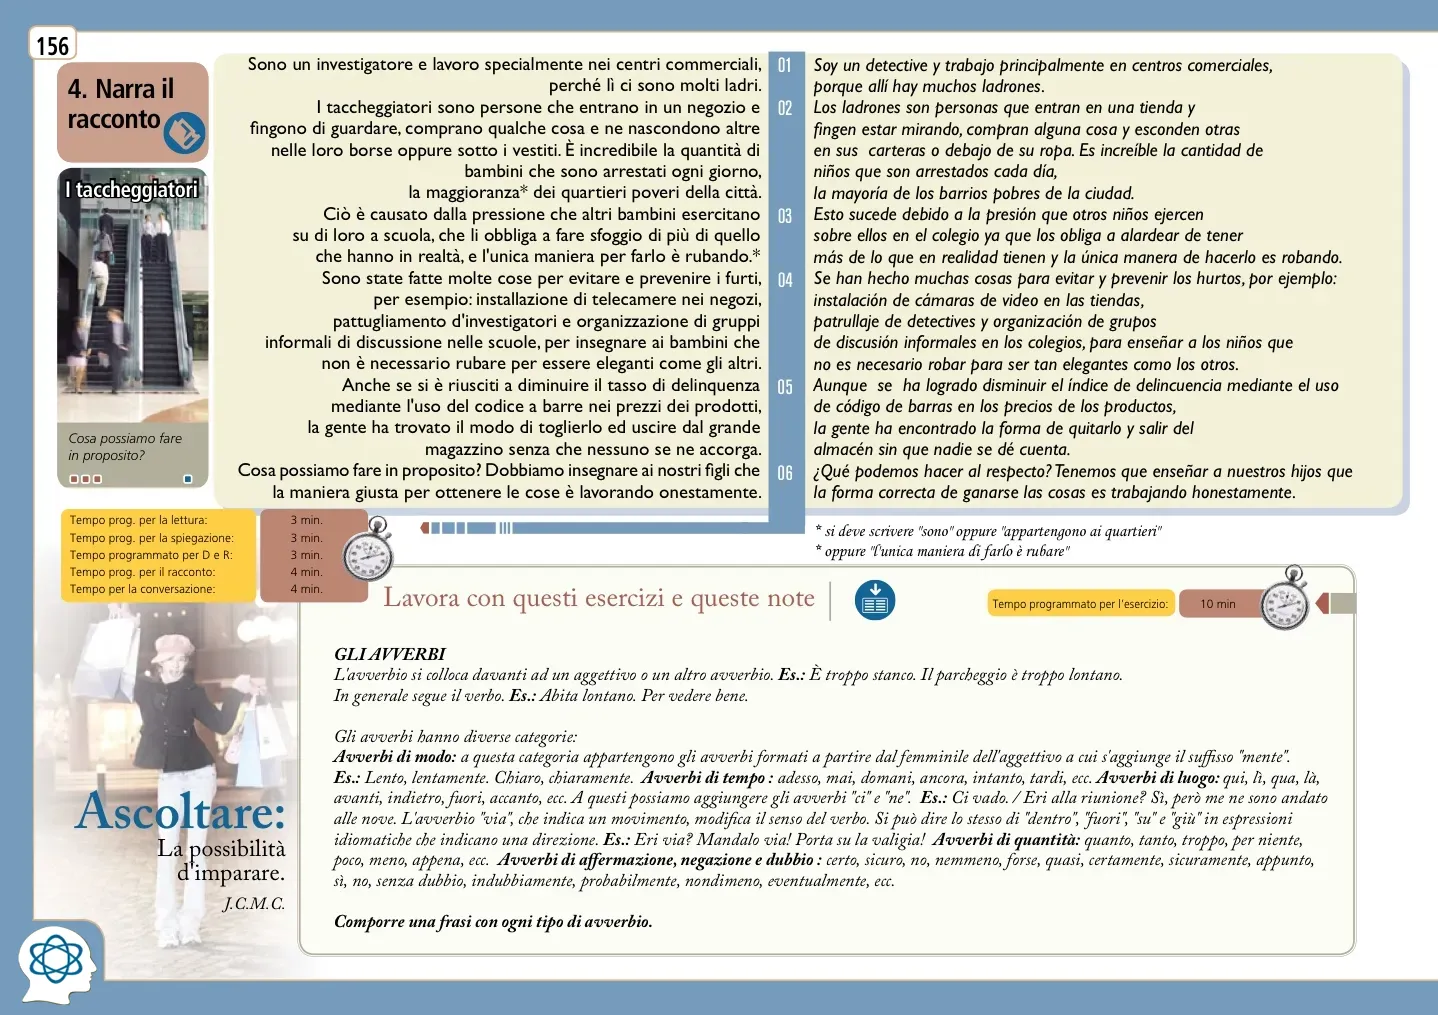 156
4. Narra il
racconto
I taccheggiatori
Cosa possiamo fare
in proposito?
Sono un investigatore e lavoro specialmente nei centri commerciali,
perché lì ci sono molti ladri.
I taccheggiatori sono persone che entrano in un negozio e
fingono di guardare, comprano qualche cosa e ne nascondono altre
nelle loro borse oppure sotto i vestiti. È incredibile la quantità di
bambini che sono arrestati ogni giorno,
la maggioranza* dei quartieri poveri della città.
Ciò è causato dalla pressione che altri bambini esercitano
su di loro a scuola, che li obbliga a fare sfoggio di più di quello
che hanno in realtà, e l'unica maniera per farlo è rubando.*
Sono state fatte molte cose per evitare e prevenire i furti,
per esempio: installazione di telecamere nei negozi,
pattugliamento d'investigatori e organizzazione di gruppi
informali di discussione nelle scuole, per insegnare ai bambini che
non è necessario rubare per essere eleganti come gli altri.
Anche se si è riusciti a diminuire il tasso di delinquenza
mediante l'uso del codice a barre nei prezzi dei prodotti,
la gente ha trovato il modo di toglierlo ed uscire dal grande
magazzino senza che nessuno se ne accorga.
Cosa possiamo fare in proposito? Dobbiamo insegnare ai nostri figli che
la maniera giusta per ottenere le cose è lavorando onestamente.
01
02
03
04
05
06
Soy un detective y trabajo principalmente en centros comerciales,
porque allí hay muchos ladrones.
Los ladrones son personas que entran en una tienda y
fingen estar mirando, compran alguna cosa y esconden otras
en sus carteras o debajo de su ropa. Es increíble la cantidad de
niños que son arrestados cada día,
la mayoría de los barrios pobres de la ciudad.
Esto sucede debido a la presión que otros niños ejercen
sobre ellos en el colegio ya que los obliga a alardear de tener
más de lo que en realidad tienen y la única manera de hacerlo es robando.
Se han hecho muchas cosas para evitar y prevenir los hurtos, por ejemplo:
instalación de cámaras de video en las tiendas,
patrullaje de detectives y organización de grupos
de discusión informales en los colegios, para enseñar a los niños que
no es necesario robar para ser tan elegantes como los otros.
Aunque se ha logrado disminuir el índice de delincuencia mediante el uso
de código de barras en los precios de los productos,
la gente ha encontrado la forma de quitarlo y salir del
almacén sin que nadie se dé cuenta.
¿Qué podemos hacer al respecto? Tenemos que enseñar a nuestros hijos que
la forma correcta de ganarse las cosas es trabajando honestamente.
* si deve scrivere "sono" oppure "appartengono ai quartieri"
* oppure "l'unica maniera di farlo è rubare"
Tempo prog. per la lettura: 3 min.
Tempo prog. per la spiegazione: 3 min.
Tempo programmato per D e R: 3 min.
Tempo prog. per il racconto: 4 min.
Tempo per la conversazione: 4 min.
Lavora con questi esercizi e queste note
Tempo programmato per l'esercizio: 10 min
GLI AVVERBI
L'avverbio si colloca davanti ad un aggettivo o un altro avverbio. Es.: È troppo stanco. Il parcheggio è troppo lontano.
In generale segue il verbo. Es.: Abita lontano. Per vedere bene.
Gli avverbi hanno diverse categorie:
Avverbi di modo: a questa categoria appartengono gli avverbi formati a partire dal femminile dell'aggettivo a cui s'aggiunge il suffisso "mente".
Es.: Lento, lentamente. Chiaro, chiaramente. Avverbi di tempo : adesso, mai, domani, ancora, intanto, tardi, ecc. Avverbi di luogo: qui, lì, qua, là,
avanti, indietro, fuori, accanto, ecc. A questi possiamo aggiungere gli avverbi "ci" e "ne". Es.: Ci vado. / Eri alla riunione? Sì, però me ne sono andato
alle nove. L'avverbio "via", che indica un movimento, modifica il senso del verbo. Si può dire lo stesso di "dentro", "fuori", "su" e "giù" in espressioni
idiomatiche che indicano una direzione. Es.: Eri via? Mandalo via! Porta su la valigia! Avverbi di quantità: quanto, tanto, troppo, per niente,
poco, meno, appena, ecc. Avverbi di affermazione, negazione e dubbio : certo, sicuro, no, nemmeno, forse, quasi, certamente, sicuramente, appunto,
sì, no, senza dubbio, indubbiamente, probabilmente, nondimeno, eventualmente, ecc.
Comporre una frasi con ogni tipo di avverbio.
Ascoltare:
La possibilità
d'imparare.
J.C.M.C.